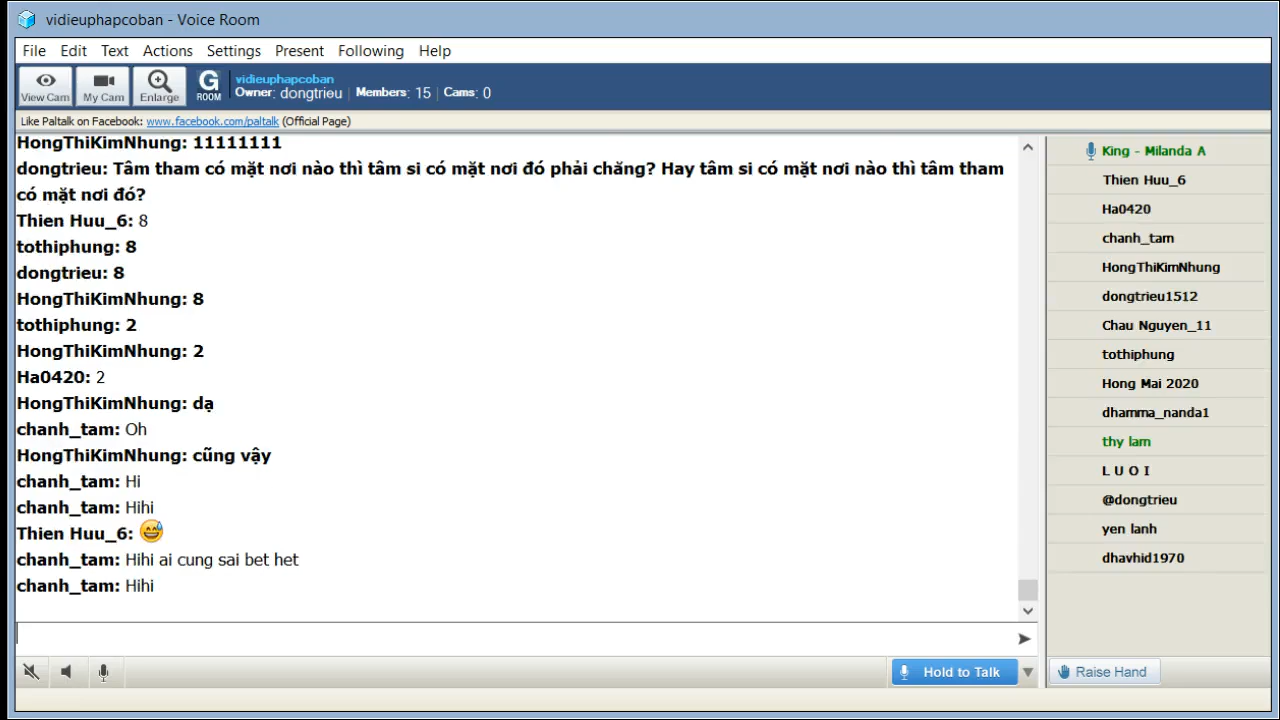 vidieuphapcoban - Voice Room
File Edit Text Actions Settings Present Following Help
View Cam My Cam Enlarge G ROOM vidieuphapcoban
Owner: dongtrieu Members: 15 Cams: 0
Like Paltalk on Facebook: www.facebook.com/paltalk (Official Page)
HongThiKimNhung: 11111111
dongtrieu: Tâm tham có mặt nơi nào thì tâm si có mặt nơi đó phải chăng? Hay tâm si có mặt nơi nào thì tâm tham
có mặt nơi đó?
Thien Huu_6: 8
tothiphung: 8
dongtrieu: 8
HongThiKimNhung: 8
tothiphung: 2
HongThiKimNhung: 2
Ha0420: 2
HongThiKimNhung: dạ
chanh_tam: Oh
HongThiKimNhung: cũng vậy
chanh_tam: Hi
chanh_tam: Hihi
Thien Huu_6: 😅
chanh_tam: Hihi ai cung sai bet het
chanh_tam: Hihi
King - Milanda A
Thien Huu_6
Ha0420
chanh_tam
HongThiKimNhung
dongtrieu1512
Chau Nguyen_11
tothiphung
Hong Mai 2020
dhamma_nanda1
thy lam
L U O I
@dongtrieu
yen lanh
dhavhid1970
Hold to Talk
Raise Hand